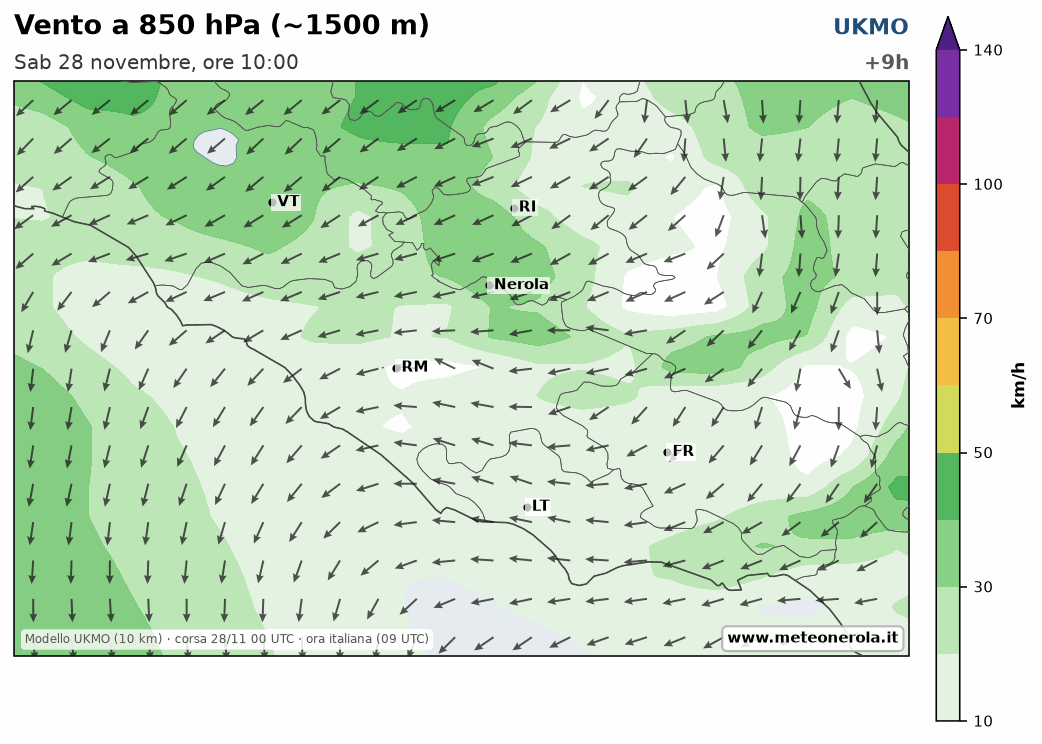 Vento a 850 hPa (~1500 m)
UKMO
Sab 28 novembre, ore 10:00
+9h
140
100
70
50
30
10
km/h
VT
RI
Nerola
RM
FR
LT
Modello UKMO (10 km) · corsa 28/11 00 UTC · ora italiana (09 UTC)
www.meteonerola.it